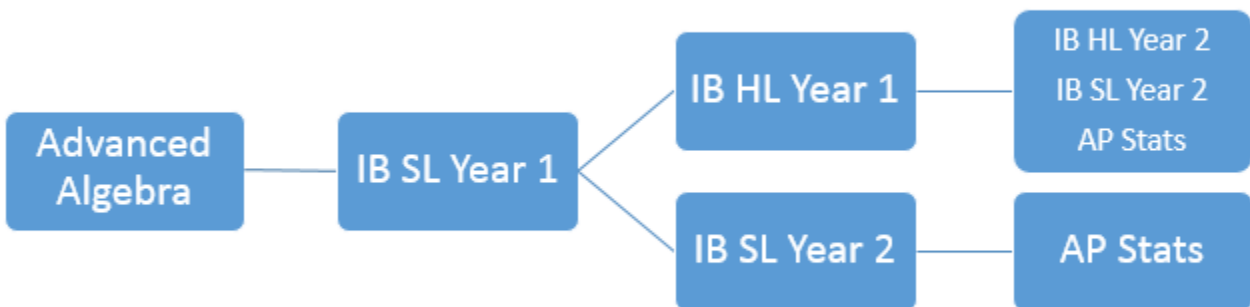 Advanced
Algebra
IB SL Year 1
IB HL Year 1
IB HL Year 2
IB SL Year 2
AP Stats
IB SL Year 2
AP Stats